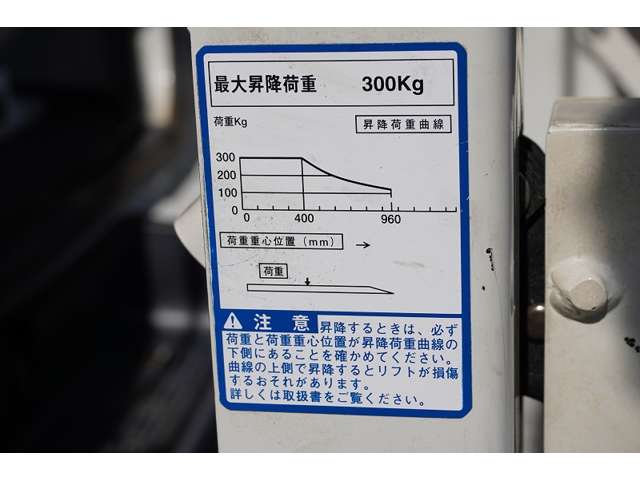 最大昇降荷重 300Kg
荷重Kg
昇降荷重曲線
300
200
100
0
0 400 960
荷重重心位置（mm）→
荷重
注意 昇降するときは、必ず
荷重と荷重重心位置が昇降荷重曲線の
下側にあることを確かめてください。
曲線の上側で昇降するとリフトが損傷
するおそれがあります。
詳しくは取扱書をご覧ください。